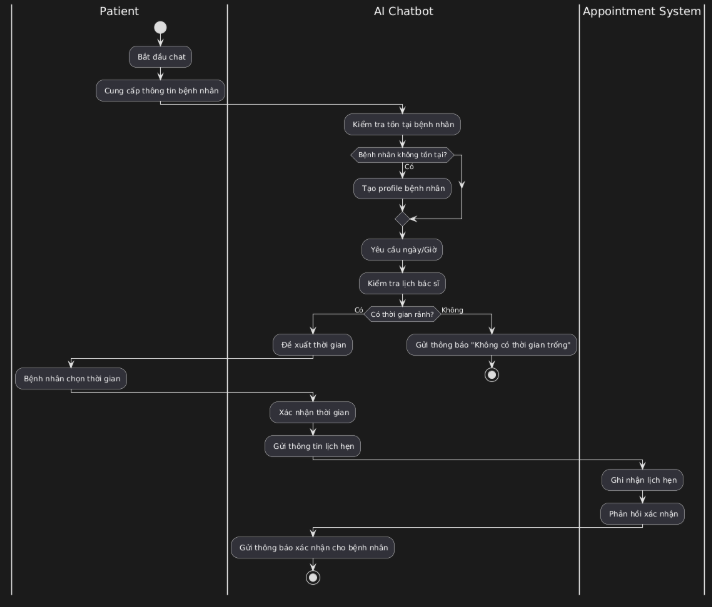 Patient
AI Chatbot
Appointment System
Bắt đầu chat
Cung cấp thông tin bệnh nhân
Kiểm tra tồn tại bệnh nhân
Bệnh nhân không tồn tại?
Có
Tạo profile bệnh nhân
Yêu cầu ngày/Giờ
Kiểm tra lịch bác sĩ
Có
Có thời gian rảnh?
Không
Đề xuất thời gian
Gửi thông báo "Không có thời gian trống"
Bệnh nhân chọn thời gian
Xác nhận thời gian
Gửi thông tin lịch hẹn
Ghi nhận lịch hẹn
Phản hồi xác nhận
Gửi thông báo xác nhận cho bệnh nhân